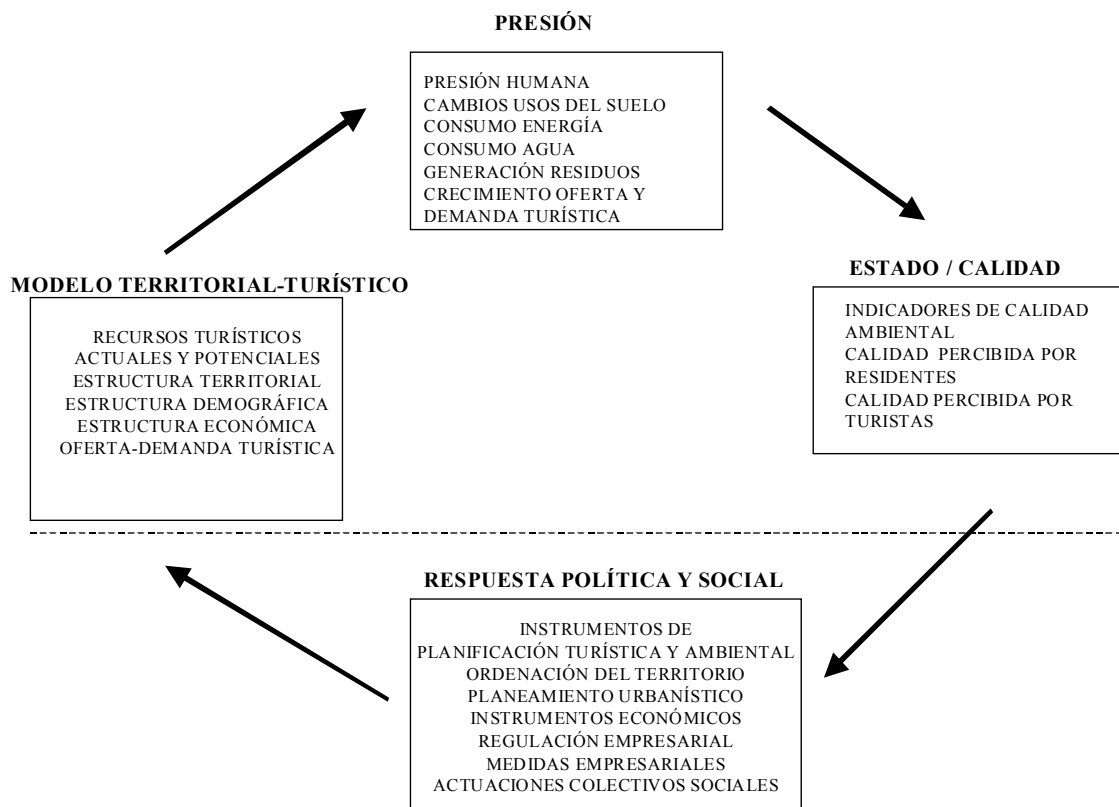 PRESIÓN
PRESIÓN HUMANA
CAMBIOS USOS DEL SUELO
CONSUMO ENERGÍA
CONSUMO AGUA
GENERACIÓN RESIDUOS
CRECIMIENTO OFERTA Y
DEMANDA TURÍSTICA
MODELO TERRITORIAL-TURÍSTICO
RECURSOS TURÍSTICOS
ACTUALES Y POTENCIALES
ESTRUCTURA TERRITORIAL
ESTRUCTURA DEMOGRÁFICA
ESTRUCTURA ECONÓMICA
OFERTA-DEMANDA TURÍSTICA
ESTADO / CALIDAD
INDICADORES DE CALIDAD
AMBIENTAL
CALIDAD PERCIBIDA POR
RESIDENTES
CALIDAD PERCIBIDA POR
TURISTAS
RESPUESTA POLÍTICA Y SOCIAL
INSTRUMENTOS DE
PLANIFICACIÓN TURÍSTICA Y AMBIENTAL
ORDENACIÓN DEL TERRITORIO
PLANEAMIENTO URBANÍSTICO
INSTRUMENTOS ECONÓMICOS
REGULACIÓN EMPRESARIAL
MEDIDAS EMPRESARIALES
ACTUACIONES COLECTIVOS SOCIALES